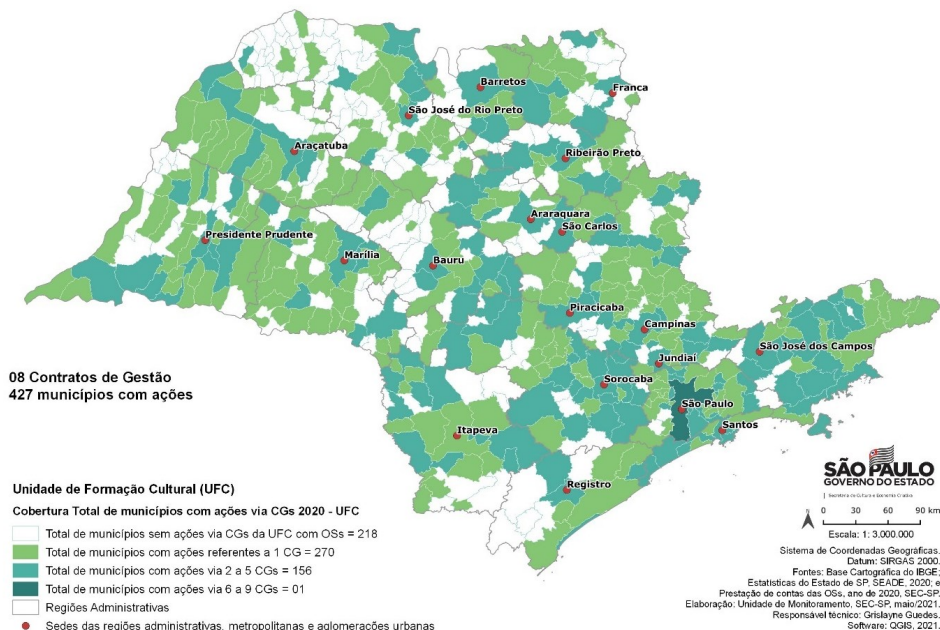 Barretos
Franca
São José do Rio Preto
Araçatuba
Ribeirão Preto
Araraquara
São Carlos
Presidente Prudente
Marília
Bauru
Piracicaba
Campinas
São José dos Campos
Jundiaí
Sorocaba
São Paulo
Santos
Itapeva
Registro
08 Contratos de Gestão
427 municípios com ações
Unidade de Formação Cultural (UFC)
Cobertura Total de municípios com ações via CGs 2020 - UFC
Total de municípios sem ações via CGs da UFC com OSs = 218
Total de municípios com ações referentes a 1 CG = 270
Total de municípios com ações via 2 a 5 CGs = 156
Total de municípios com ações via 6 a 9 CGs = 01
Regiões Administrativas
Sedes das regiões administrativas, metropolitanas e aglomerações urbanas
SÃO PAULO
GOVERNO DO ESTADO
Secretaria de Cultura e Economia Criativa
N
0 30 60 90 km
Escala: 1: 3.000.000
Sistema de Coordenadas Geográficas.
Datum: SIRGAS 2000.
Fontes: Base Cartográfica do IBGE;
Estatísticas do Estado de SP, SEADE, 2020; e
Prestação de contas das OSs, ano de 2020, SEC-SP.
Elaboração: Unidade de Monitoramento, SEC-SP, maio/2021.
Responsável técnico: Grislayne Guedes.
Software: QGIS, 2021.